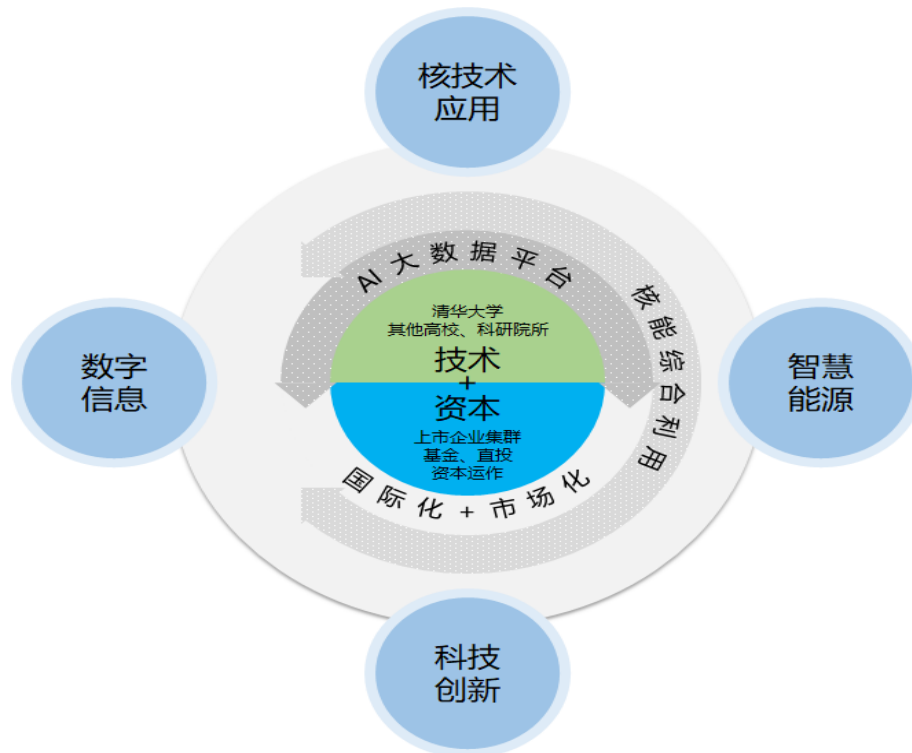 核技术
应用
AI大数据平台
核能综合利用
清华大学
其他高校、科研院所
技术
+
资本
上市企业集群
基金、直投
资本运作
国际化+市场化
数字
信息
智慧
能源
科技
创新